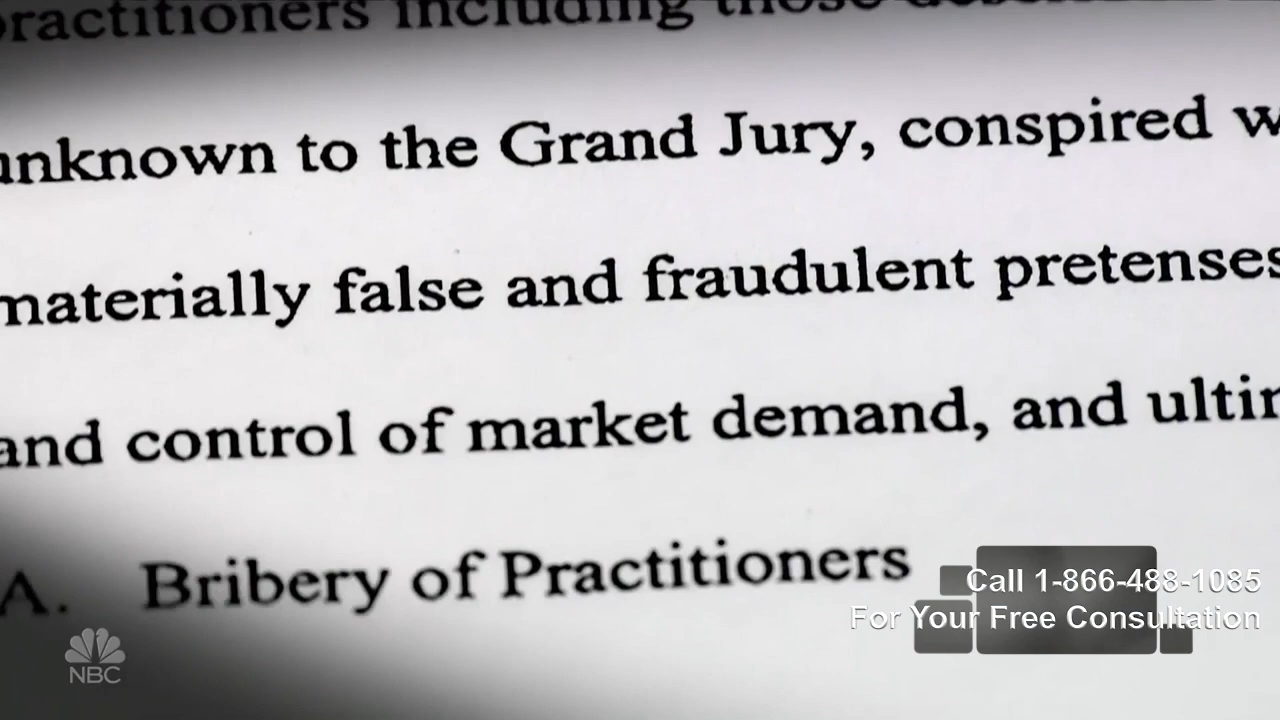 practitioners including those
unknown to the Grand Jury, conspired
materially false and fraudulent pretenses
and control of market demand, and
A. Bribery of Practitioners
Call 1-866-488-1085
For Your Free Consultation
NBC